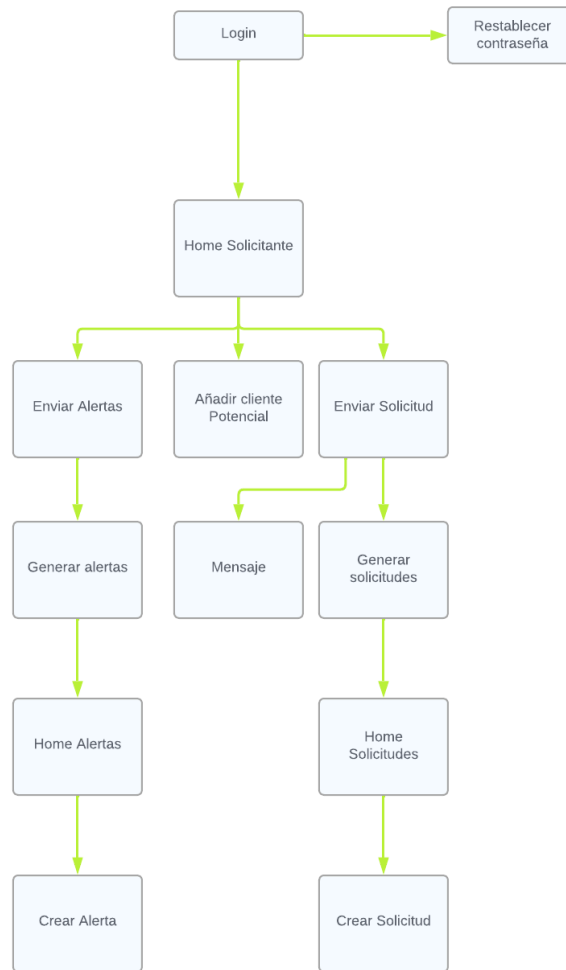 Login
Restablecer
contraseña
Home Solicitante
Enviar Alertas
Añadir cliente
Potencial
Enviar Solicitud
Generar alertas
Mensaje
Generar
solicitudes
Home Alertas
Home
Solicitudes
Crear Alerta
Crear Solicitud